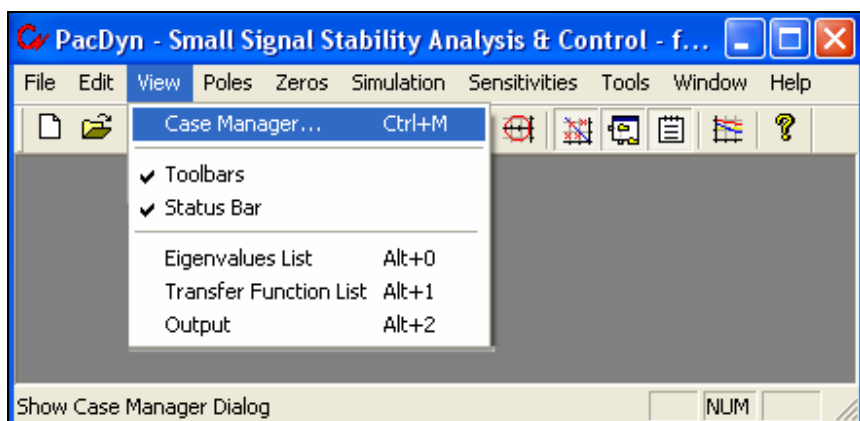 PacDyn - Small Signal Stability Analysis & Control - f...
File Edit View Poles Zeros Simulation Sensitivities Tools Window Help
Case Manager... Ctrl+M
Toolbars
Status Bar
Eigenvalues List Alt+0
Transfer Function List Alt+1
Output Alt+2
Show Case Manager Dialog NUM